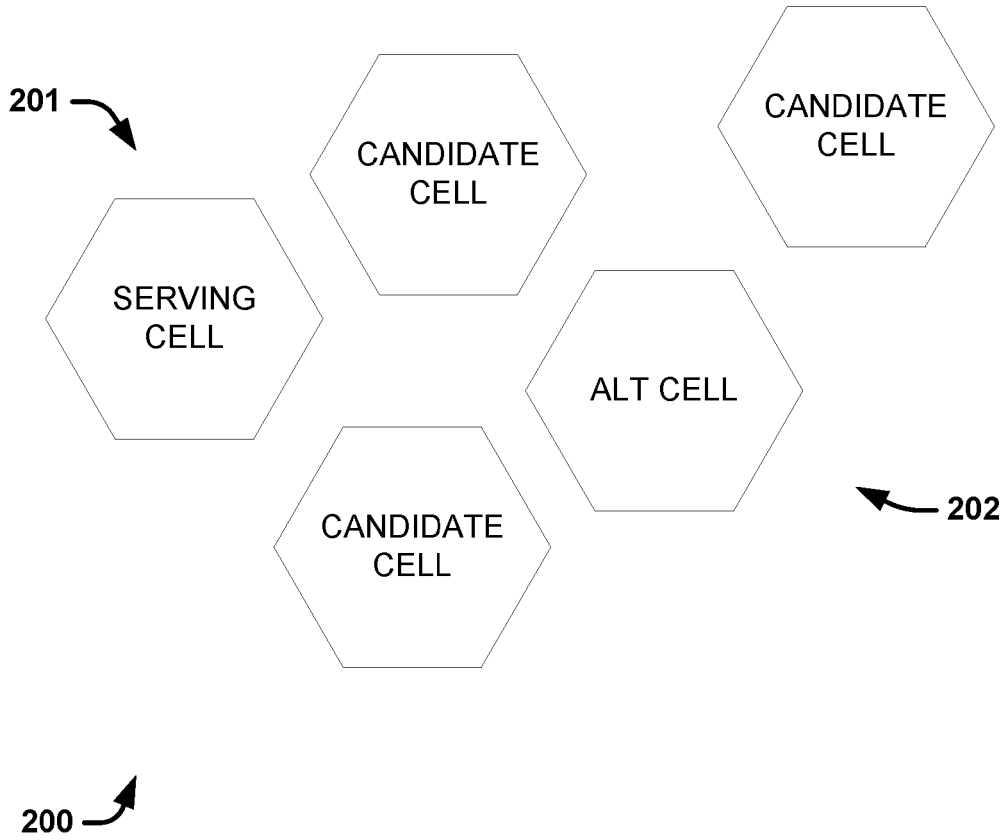 201
CANDIDATE
CELL
CANDIDATE
CELL
SERVING
CELL
ALT CELL
202
CANDIDATE
CELL
200